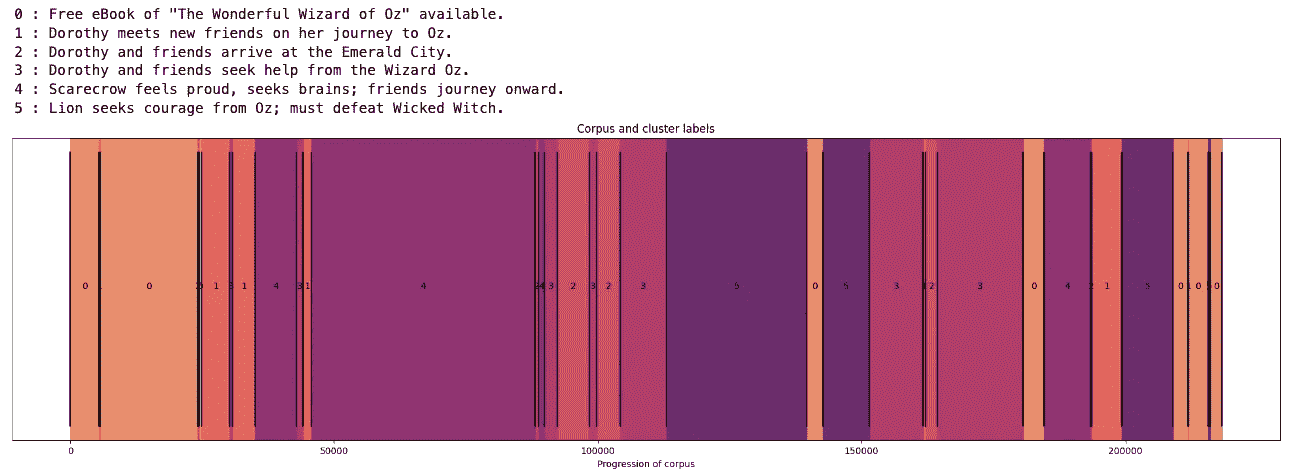 0 : Free eBook of "The Wonderful Wizard of Oz" available.
1 : Dorothy meets new friends on her journey to Oz.
2 : Dorothy and friends arrive at the Emerald City.
3 : Dorothy and friends seek help from the Wizard Oz.
4 : Scarecrow feels proud, seeks brains; friends journey onward.
5 : Lion seeks courage from Oz; must defeat Wicked Witch.
Corpus and cluster labels
0 0 1 1 4 3 1 4 3 2 3 2 3 5 0 5 3 2 3 0 4 1 5 0 0 0
0 50000 100000 150000 200000
Progression of corpus